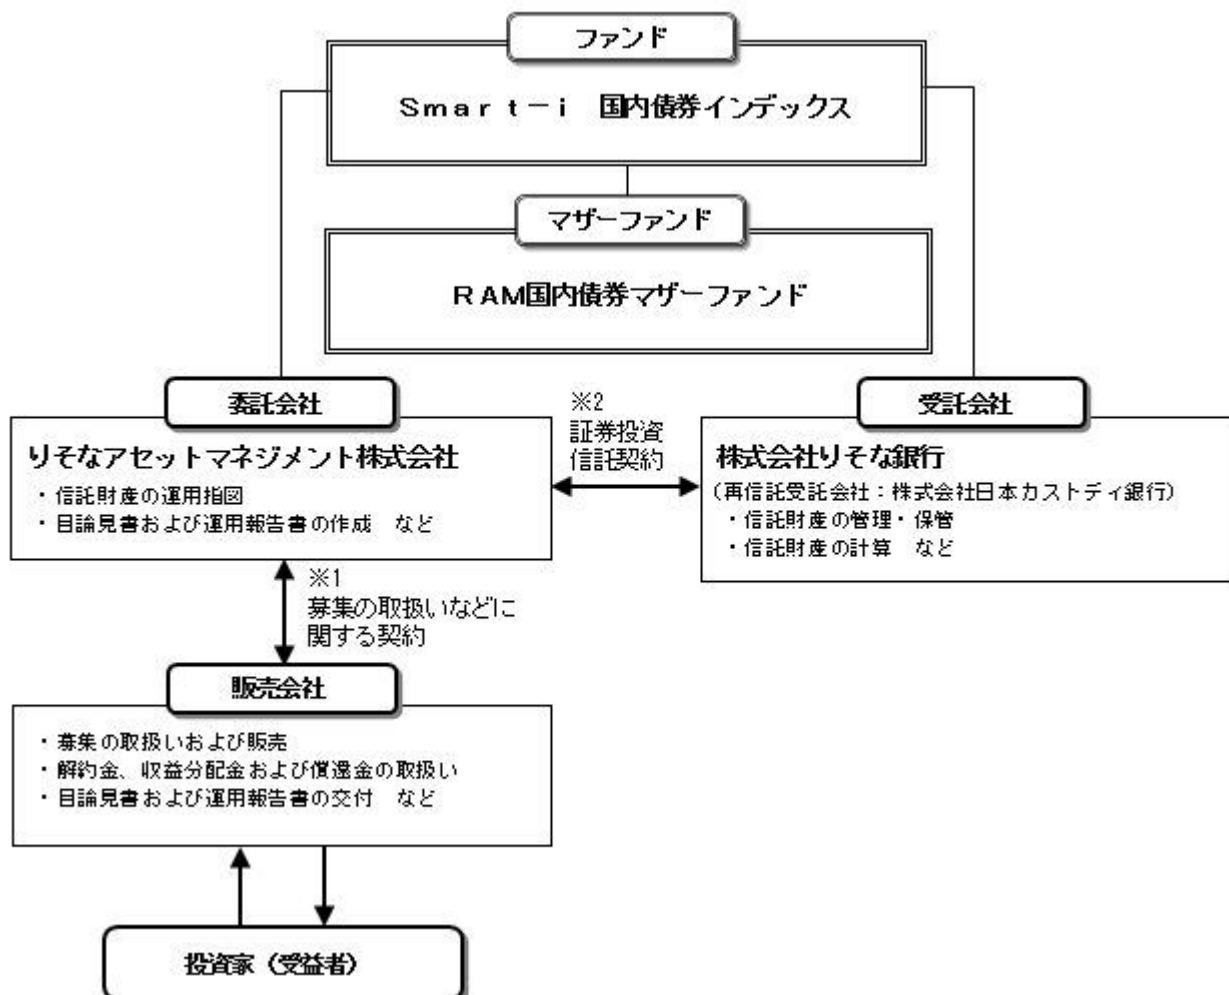 ファンド
Ｓｍａｒｔ－ｉ　国内債券インデックス
マザーファンド
ＲＡＭ国内債券マザーファンド
委託会社
りそなアセットマネジメント株式会社
・信託財産の運用指図
・目論見書および運用報告書の作成　など
※2
証券投資
信託契約
受託会社
株式会社りそな銀行
（再信託受託会社：株式会社日本カストディ銀行）
・信託財産の管理・保管
・信託財産の計算　など
※1
募集の取扱いなどに
関する契約
販売会社
・募集の取扱いおよび販売
・解約金、収益分配金および償還金の取扱い
・目論見書および運用報告書の交付　など
投資家（受益者）